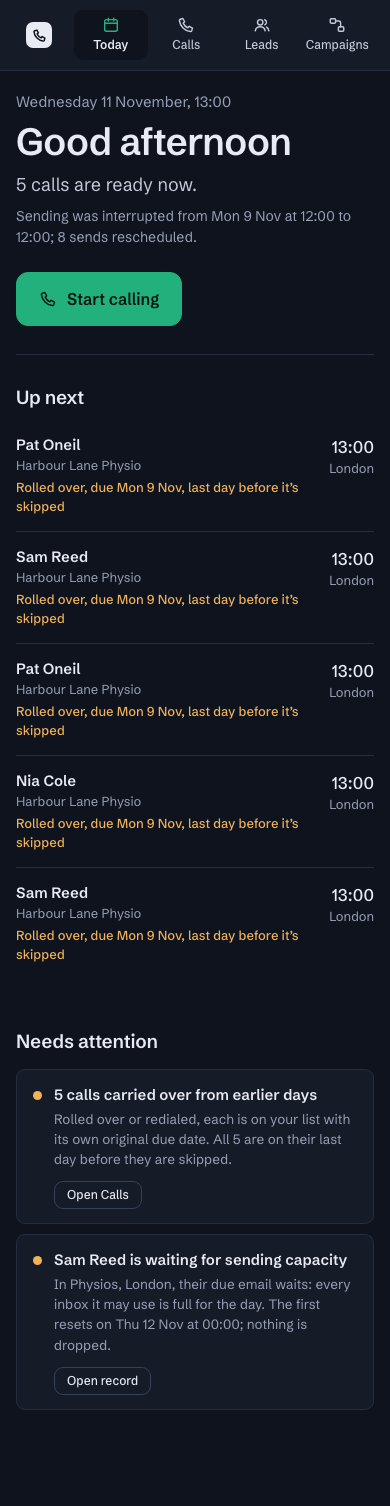 Today
Calls
Leads
Campaigns
Wednesday 11 November, 13:00
Good afternoon
5 calls are ready now.
Sending was interrupted from Mon 9 Nov at 12:00 to
12:00; 8 sends rescheduled.
Start calling
Up next
Pat Oneil
13:00
Harbour Lane Physio
London
Rolled over, due Mon 9 Nov, last day before it's
skipped
Sam Reed
13:00
Harbour Lane Physio
London
Rolled over, due Mon 9 Nov, last day before it's
skipped
Pat Oneil
13:00
Harbour Lane Physio
London
Rolled over, due Mon 9 Nov, last day before it's
skipped
Nia Cole
13:00
Harbour Lane Physio
London
Rolled over, due Mon 9 Nov, last day before it's
skipped
Sam Reed
13:00
Harbour Lane Physio
London
Rolled over, due Mon 9 Nov, last day before it's
skipped
Needs attention
5 calls carried over from earlier days
Rolled over or redialed, each is on your list with
its own original due date. All 5 are on their last
day before they are skipped.
Open Calls
Sam Reed is waiting for sending capacity
In Physios, London, their due email waits: every
inbox it may use is full for the day. The first
resets on Thu 12 Nov at 00:00; nothing is
dropped.
Open record